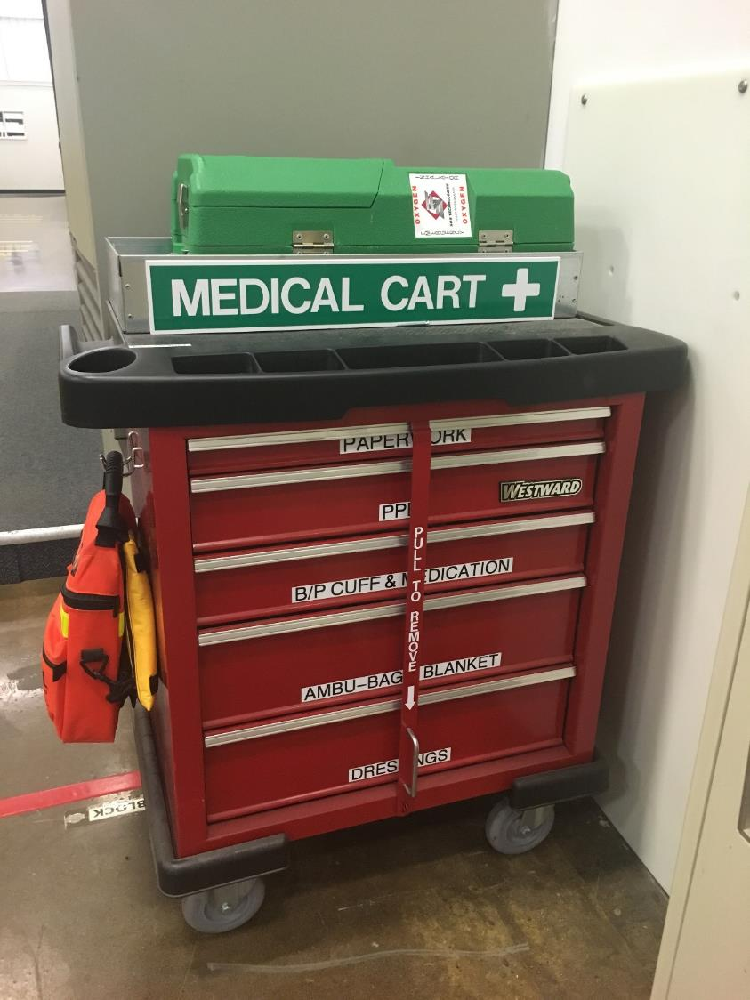 OXYGEN
OXYGEN
MEDICAL CART
PAPERWORK
WESTWARD
PPE
B/P CUFF & MEDICATION
AMBU-BAG BLANKET
DRESSINGS
PULL TO REMOVE
BLOCK